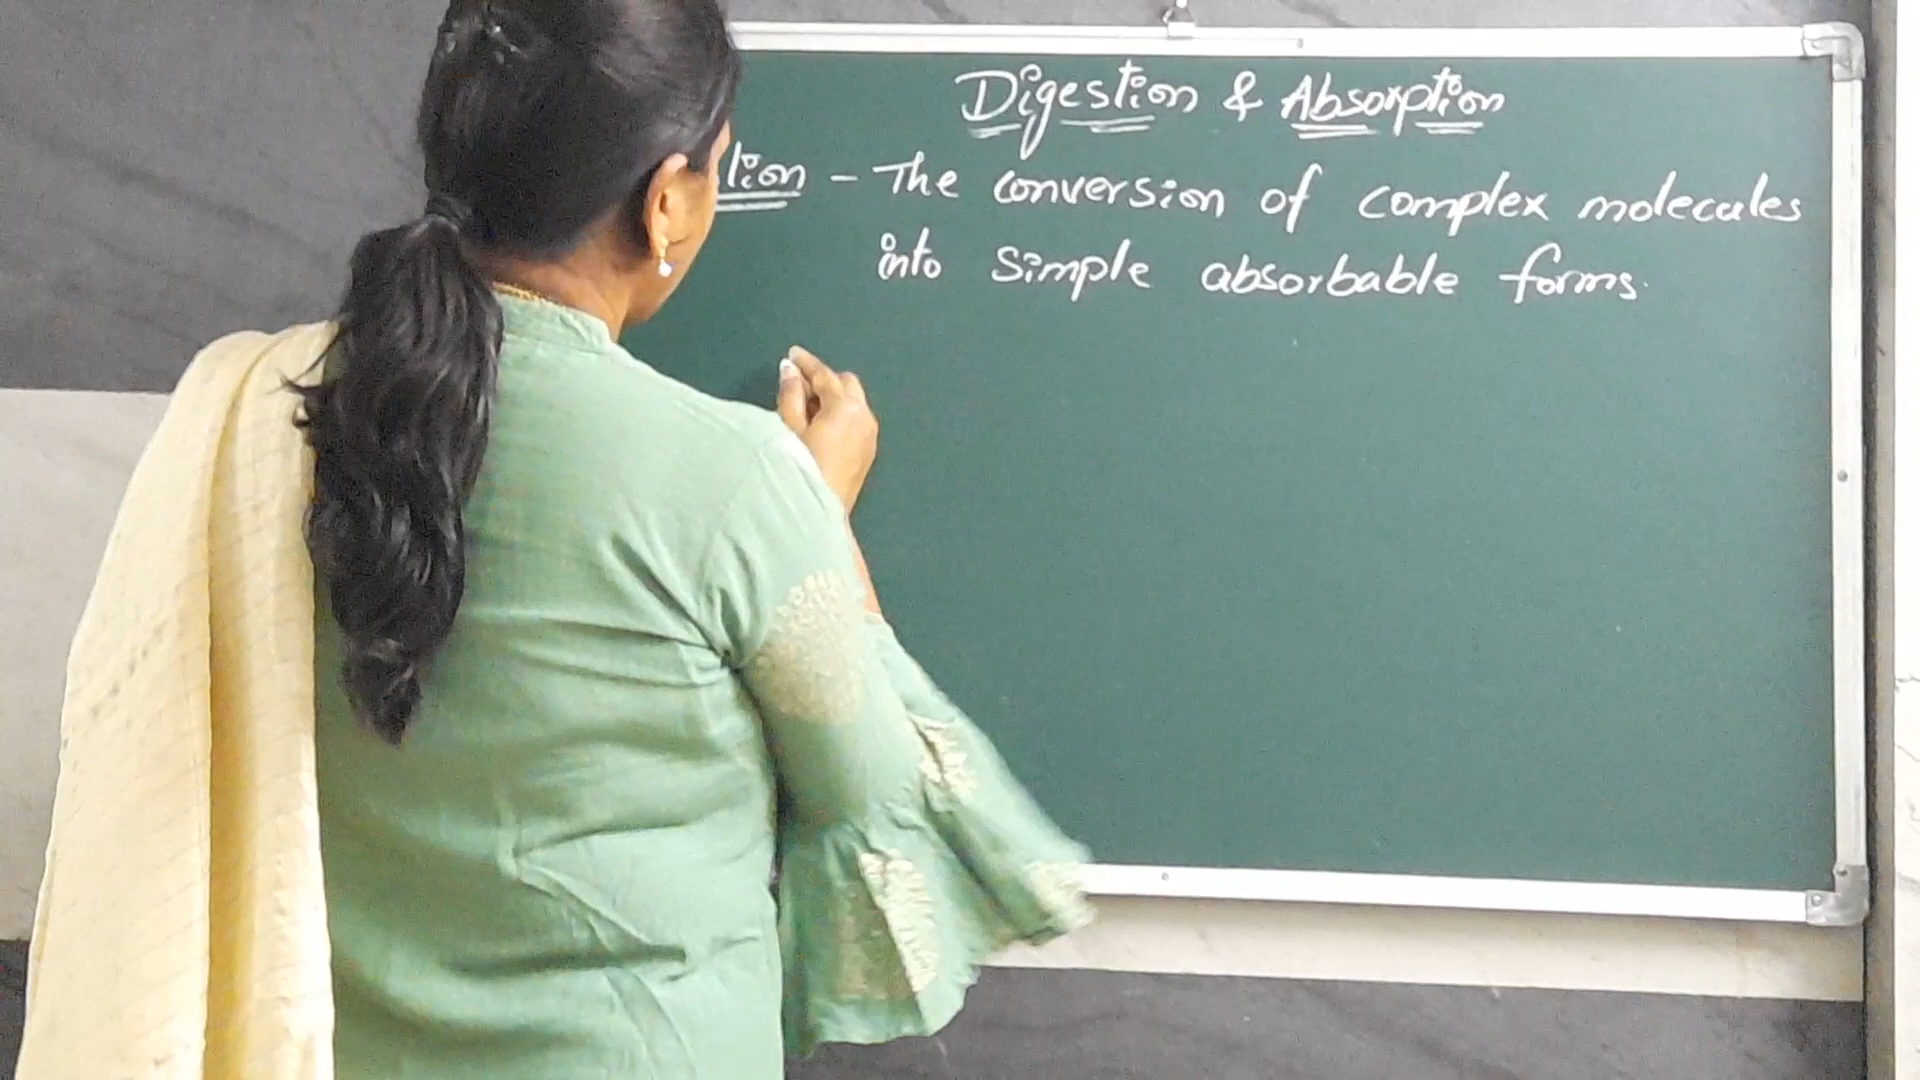 Digestion & Absorption
tion - The conversion of complex molecules
into simple absorbable forms.